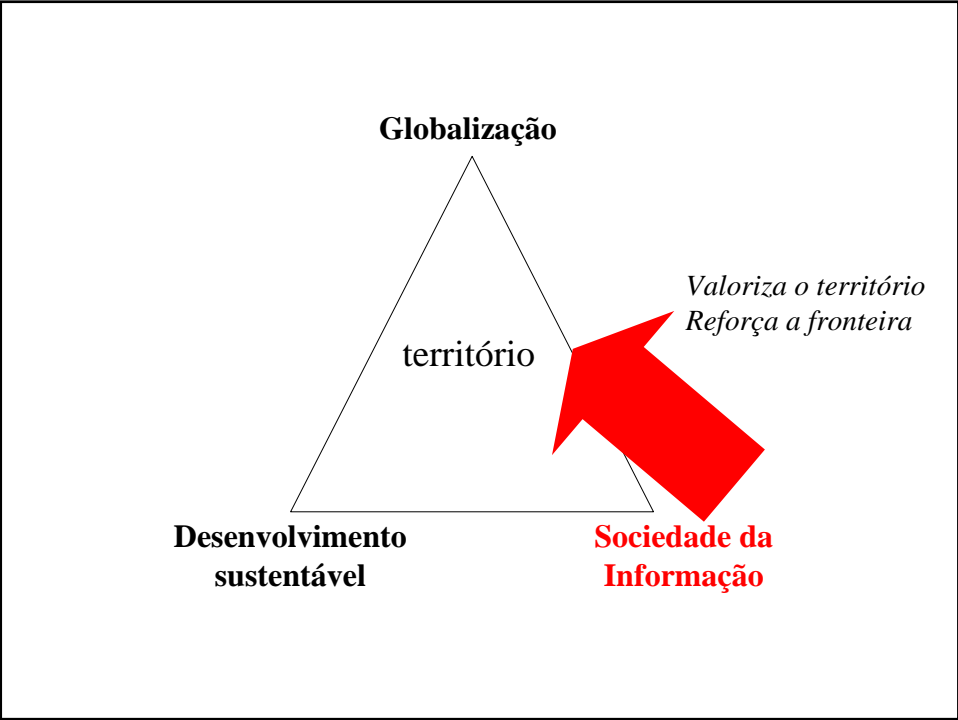 Globalização
Valoriza o território
Reforça a fronteira
território
Desenvolvimento
sustentável
Sociedade da
Informação